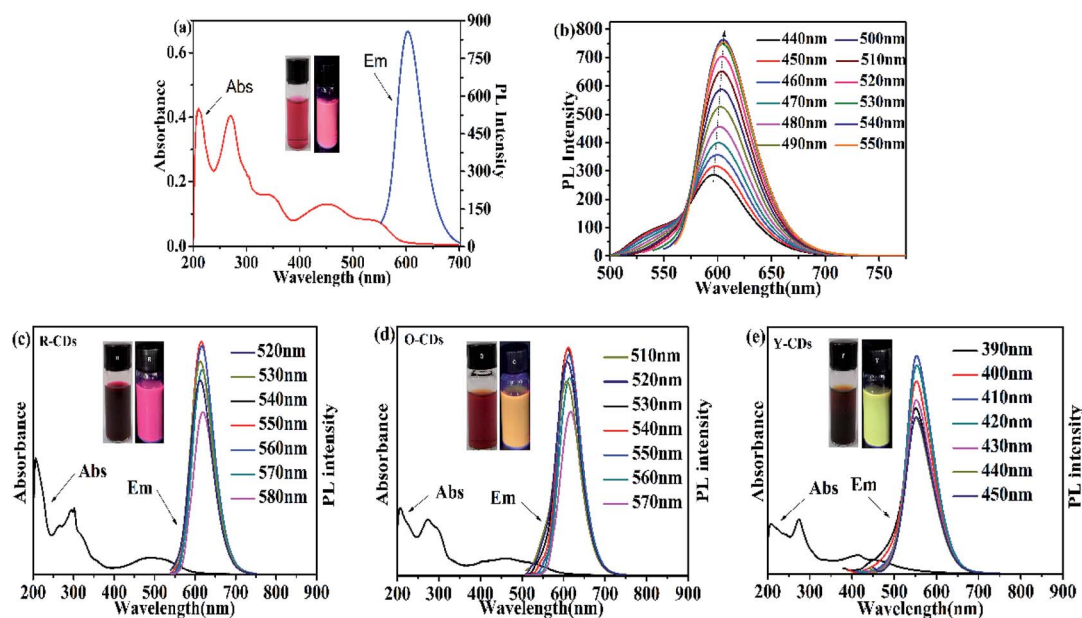 (a)
900
750
600
450
300
150
0
PL Intensity
0.6
0.4
0.2
0.0
Absorbance
Abs
Em
200 300 400 500 600 700
Wavelength (nm)
(b)
800
700
600
500
400
300
200
100
0
PL Intensity
440nm 500nm
450nm 510nm
460nm 520nm
470nm 530nm
480nm 540nm
490nm 550nm
500 550 600 650 700 750
Wavelength(nm)
(c) R-CDs
Absorbance
PL intensity
R R
Abs
Em
520nm
530nm
540nm
550nm
560nm
570nm
580nm
200 300 400 500 600 700 800 900
Wavelength(nm)
(d) O-CDs
Absorbance
PL intensity
Abs
Em
510nm
520nm
530nm
540nm
550nm
560nm
570nm
200 300 400 500 600 700 800 900
Wavelength(nm)
(e) Y-CDs
Absorbance
PL intensity
Abs
Em
390nm
400nm
410nm
420nm
430nm
440nm
450nm
200 300 400 500 600 700 800 900
Wavelength(nm)